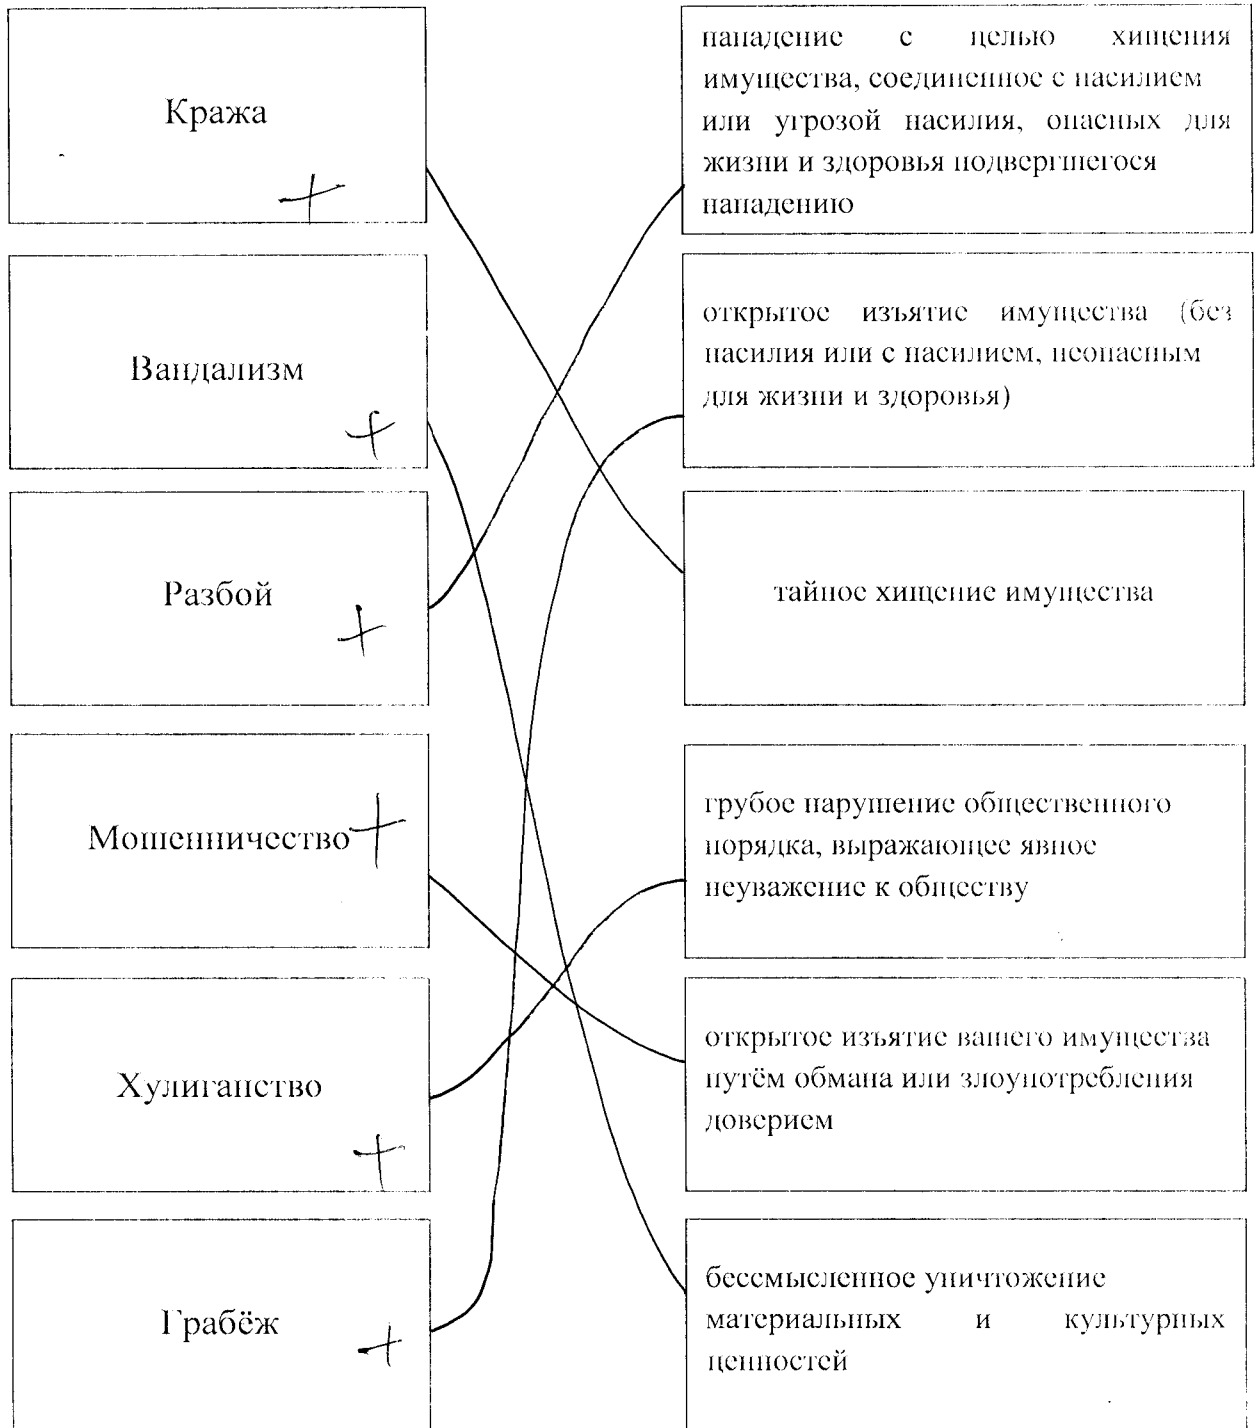 Кража
нападение с целью хищения
имущества, соединенное с насилием
или угрозой насилия, опасных для
жизни и здоровья подвергшегося
нападению
Вандализм
открытое изъятие имущества (без
насилия или с насилием, неопасным
для жизни и здоровья)
Разбой
тайное хищение имущества
Мошенничество
грубое нарушение общественного
порядка, выражающее явное
неуважение к обществу
Хулиганство
открытое изъятие вашего имущества
путём обмана или злоупотребления
доверием
Грабёж
бессмысленное уничтожение
материальных и культурных
ценностей